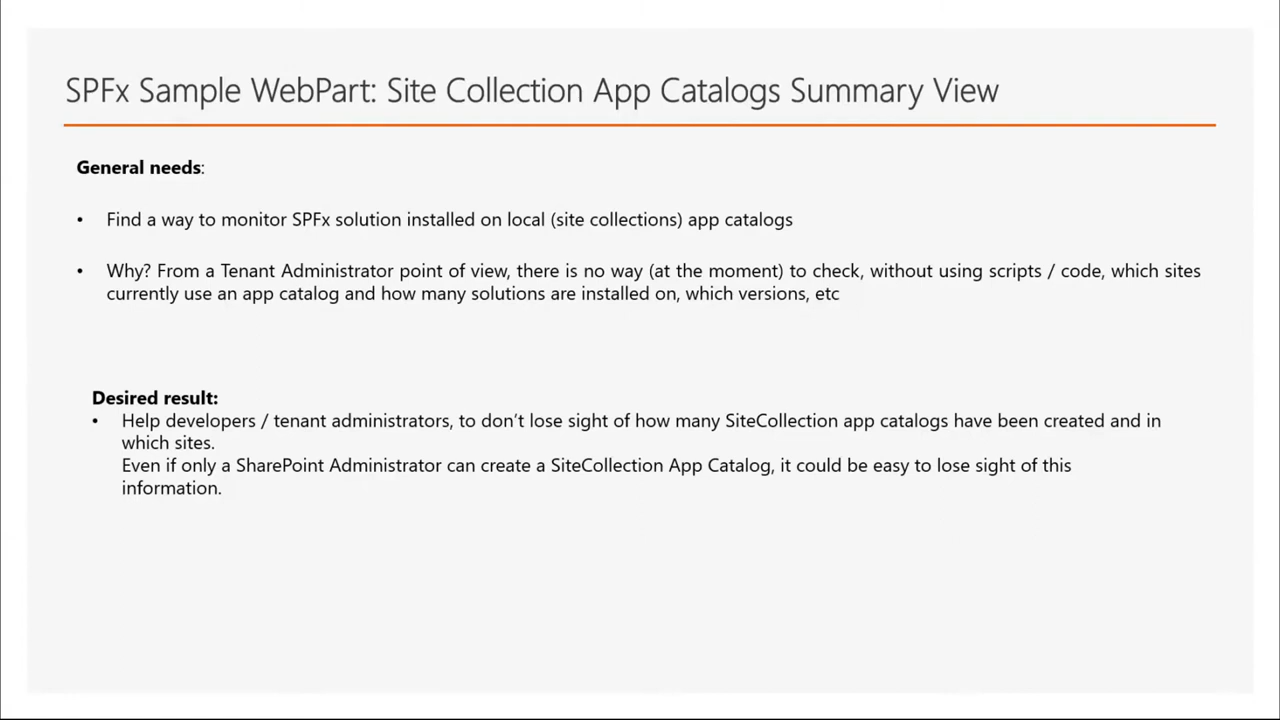 SPFx Sample WebPart: Site Collection App Catalogs Summary View
General needs:
• Find a way to monitor SPFx solution installed on local (site collections) app catalogs
• Why? From a Tenant Administrator point of view, there is no way (at the moment) to check, without using scripts / code, which sites
currently use an app catalog and how many solutions are installed on, which versions, etc
Desired result:
• Help developers / tenant administrators, to don’t lose sight of how many SiteCollection app catalogs have been created and in
which sites.
Even if only a SharePoint Administrator can create a SiteCollection App Catalog, it could be easy to lose sight of this
information.